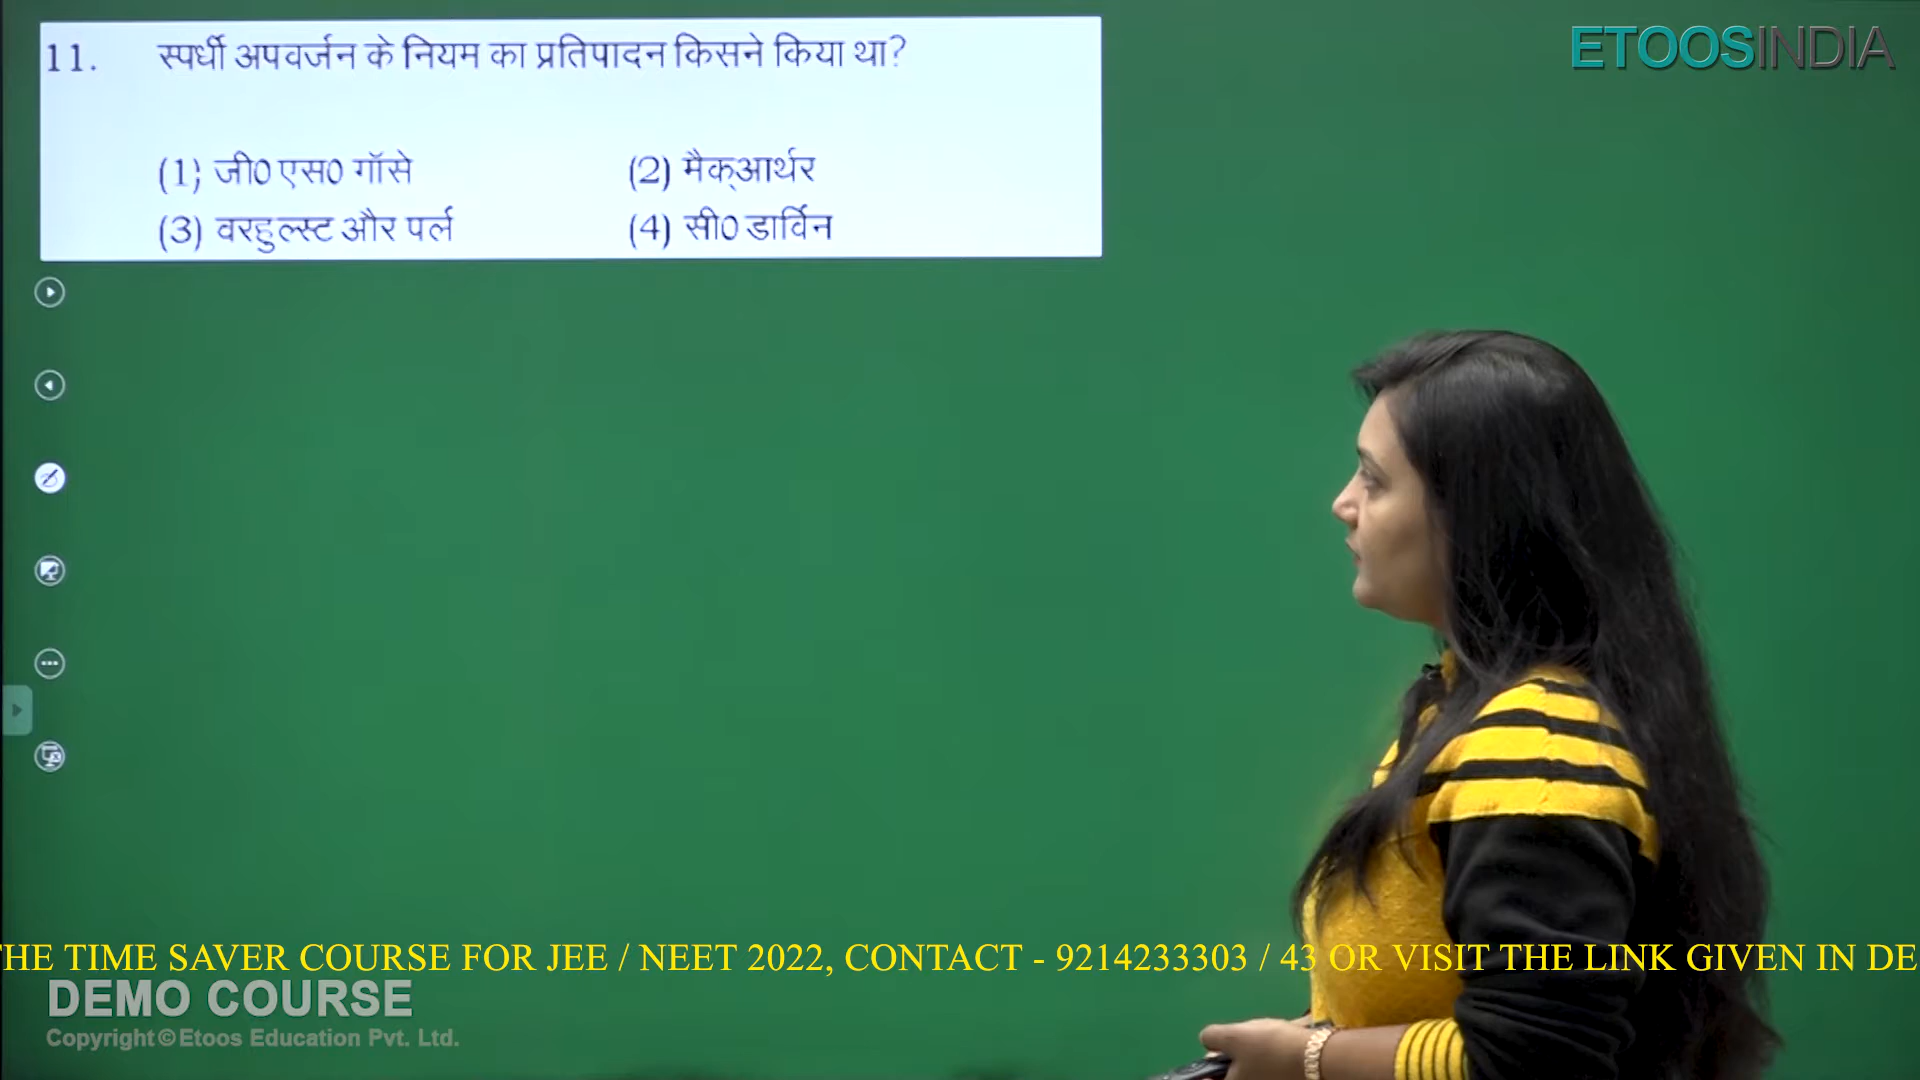 ETOOSINDIA
11. स्पर्धी अपवर्जन के नियम का प्रतिपादन किसने किया था?
(1) जी0 एस0 गॉसे (2) मैक्आर्थर
(3) वरहुल्स्ट और पर्ल (4) सी0 डार्विन
THE TIME SAVER COURSE FOR JEE / NEET 2022, CONTACT - 9214233303 / 43 OR VISIT THE LINK GIVEN IN DE
DEMO COURSE
Copyright © Etoos Education Pvt. Ltd.